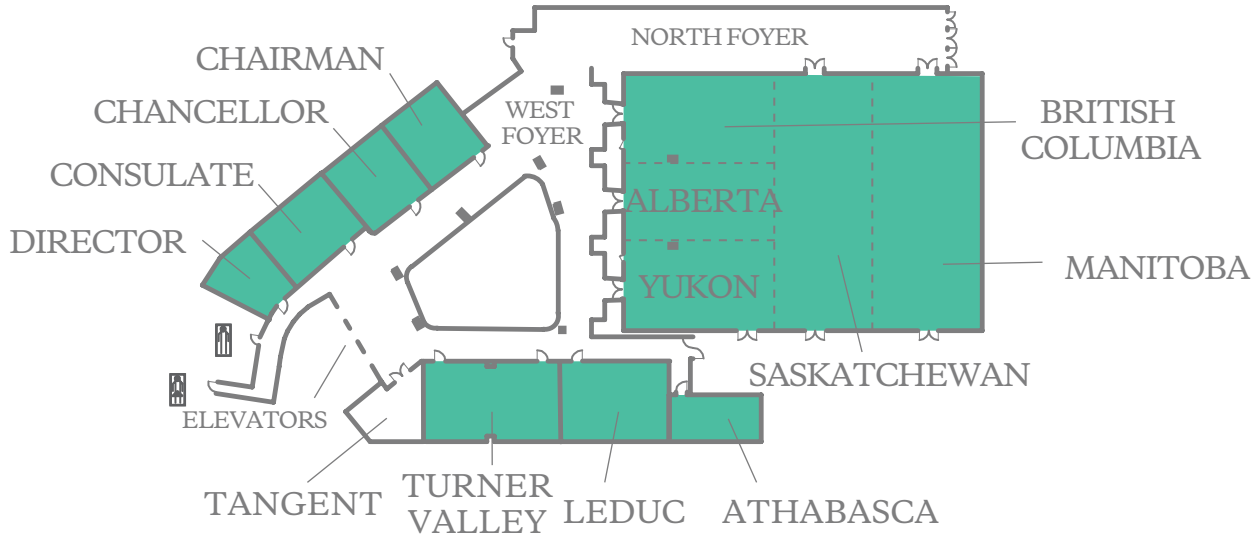 NORTH FOYER
CHAIRMAN
CHANCELLOR
WEST
FOYER
BRITISH
COLUMBIA
CONSULATE
ALBERTA
DIRECTOR
YUKON
MANITOBA
SASKATCHEWAN
ELEVATORS
TANGENT
TURNER
VALLEY
LEDUC
ATHABASCA